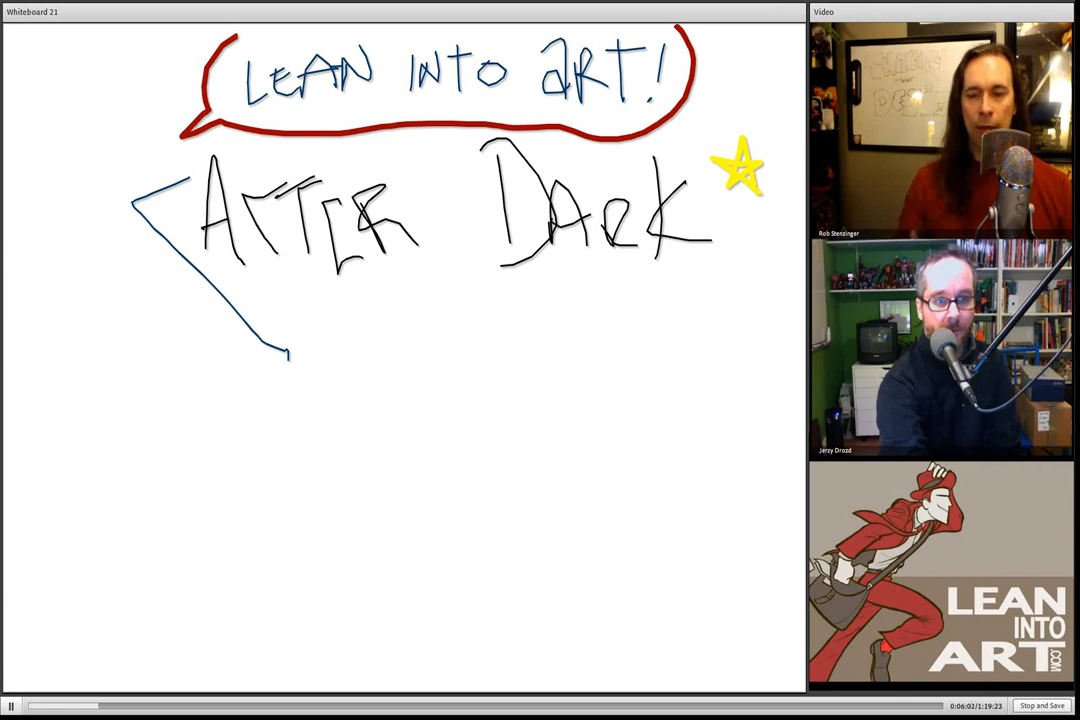 Whiteboard 21
Video
LEAN INTO ART!
AFTER DARK
Rob Stenzinger
Jerzy Drozd
LEAN
INTO
ART.COM
0:06:02/1:19:23
Stop and Save